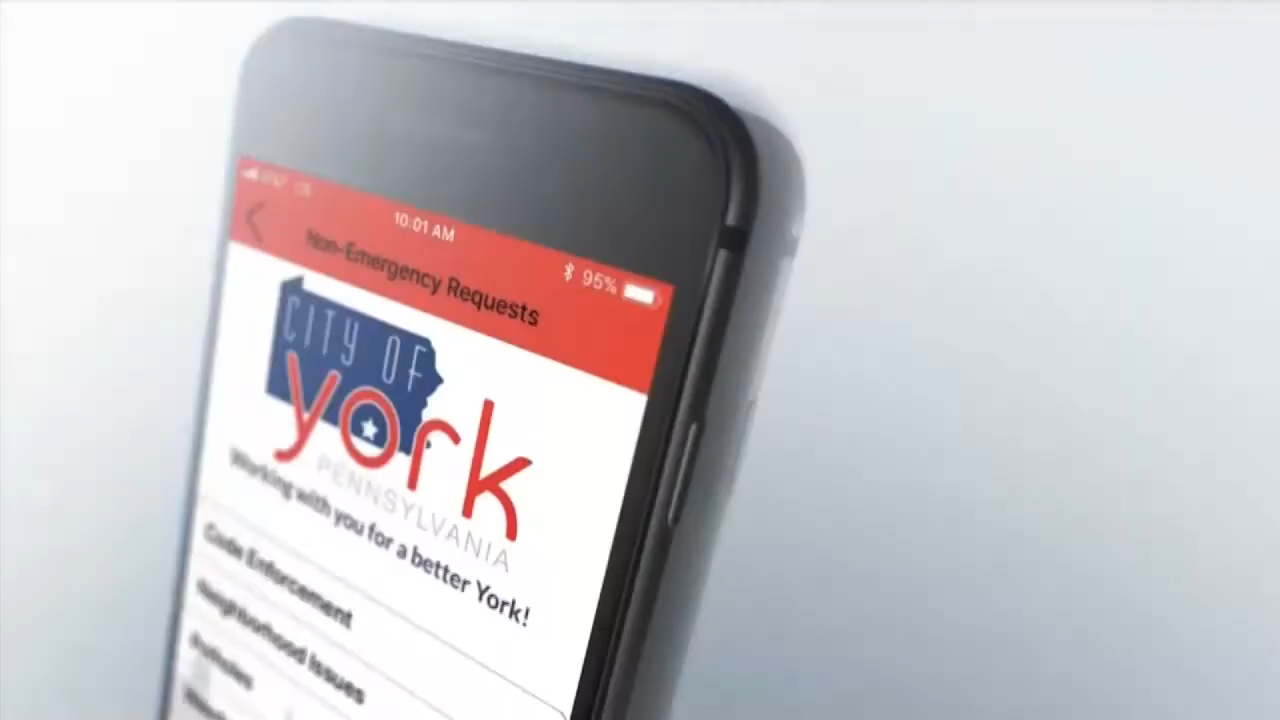 10:01 AM
95%
Non-Emergency Requests
CITY OF
york
PENNSYLVANIA
Working with you for a better York!
Code Enforcement
Neighborhood Issues